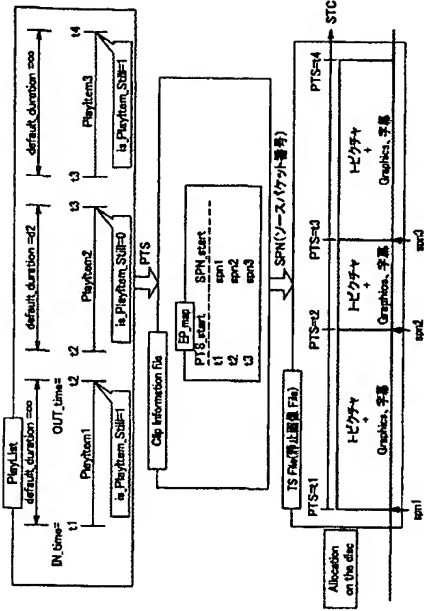 PlayList
default_duration =∞
default_duration =d2
default_duration =∞
IN_time=
OUT_time=
t1
PlayItem1
t2
t2
PlayItem2
t3
t3
PlayItem3
t4
is_PlayItem_Still=1
is_PlayItem_Still=0
is_PlayItem_Still=1
PTS
Clip Information file
EP_map
PTS_start
SPN_start
t1
spn1
t2
spn2
t3
spn3
SPN(ソースパケット番号)
TS File(静止画像 File)
PTS=t1
PTS=t2
PTS=t3
PTS=t4
STC
I-ピクチャ
+
Graphics、字幕
I-ピクチャ
+
Graphics、字幕
I-ピクチャ
+
Graphics、字幕
Allocation
on the disc
spn1
spn2
spn3